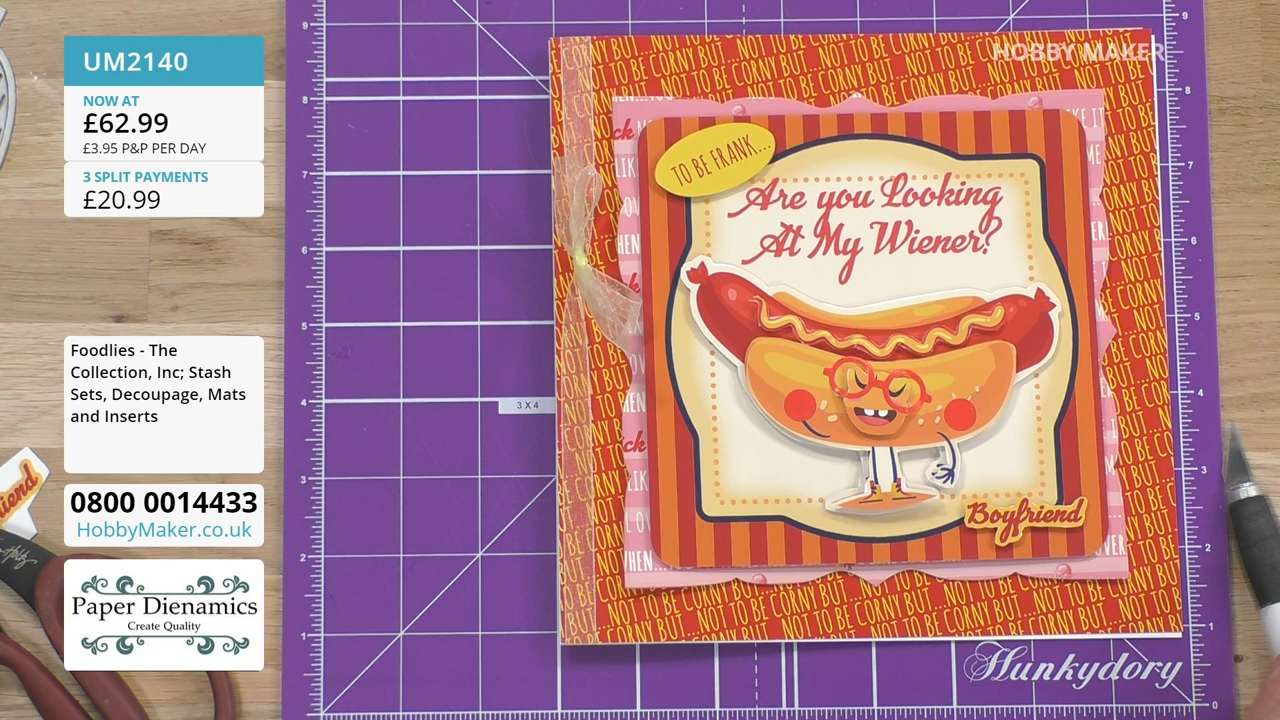 UM2140
NOW AT
£62.99
£3.95 P&P PER DAY
3 SPLIT PAYMENTS
£20.99
Foodlies - The
Collection, Inc; Stash
Sets, Decoupage, Mats
and Inserts
0800 0014433
HobbyMaker.co.uk
Paper Dienamics
Create Quality
HOBBY MAKER
TO BE FRANK...
Are you Looking
At My Wiener?
Boyfriend
NOT TO BE CORNY BUT...
3 X 4
Hunkydory